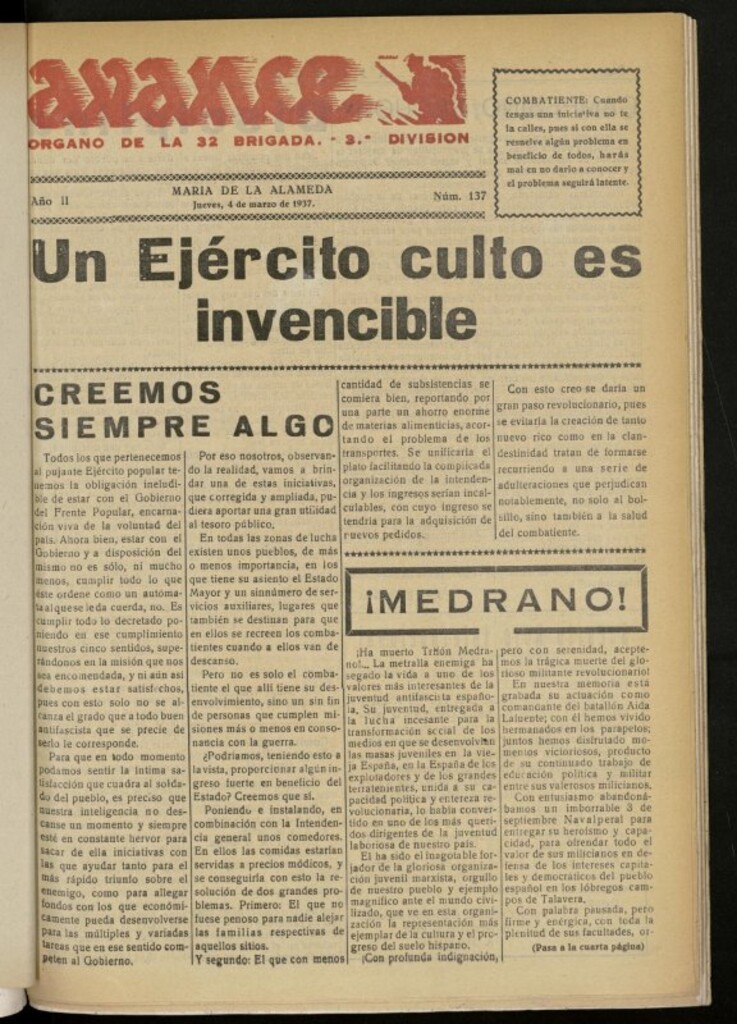 avance
ORGANO DE LA 32 BRIGADA. - 3.ª DIVISION
Año II
MARIA DE LA ALAMEDA
Jueves, 4 de marzo de 1937.
Núm. 137
COMBATIENTE: Cuando
tengas una iniciativa no te
la calles, pues si con ella se
resuelve algún problema en
beneficio de todos, harás
mal en no darlo a conocer y
el problema seguirá latente.
Un Ejército culto es
invencible
CREEMOS
SIEMPRE ALGO
Todos los que pertenecemos
al pujante Ejército popular te-
nemos la obligación ineludi-
ble de estar con el Gobierno
del Frente Popular, encarna-
ción viva de la voluntad del
país. Ahora bien, estar con el
Gobierno y a disposición del
mismo no es sólo, ni mucho
menos, cumplir todo lo que
éste ordene como un autóma-
ta al que se le da cuerda, no. Es
cumplir todo lo decretado po-
niendo en ese cumplimiento
nuestros cinco sentidos, supe-
rándonos en la misión que nos
sea encomendada, y ni aún así
debemos estar satisfechos,
pues con esto solo no se al-
canza el grado que a todo buen
antifascista que se precie de
serlo le corresponde.
Para que en todo momento
podamos sentir la íntima sa-
tisfacción que cuadra al solda-
do del pueblo, es preciso que
nuestra inteligencia no des-
canse un momento y siempre
esté en constante hervor para
sacar de ella iniciativas con
las que ayudar tanto para el
más rápido triunfo sobre el
enemigo, como para allegar
fondos con los que económi-
camente pueda desenvolverse
para las múltiples y variadas
tareas que en ese sentido com-
peten al Gobierno.
Por eso nosotros, observan-
do la realidad, vamos a brin-
dar una de estas iniciativas,
que corregida y ampliada, pu-
diera aportar una gran utilidad
al tesoro público.
En todas las zonas de lucha
existen unos pueblos, de más
o menos importancia, en los
que tiene su asiento el Estado
Mayor y un sinnúmero de ser-
vicios auxiliares, lugares que
también se destinan para que
en ellos se recreen los comba-
tientes cuando a ellos van de
descanso.
Pero no es solo el comba-
tiente el que allí tiene su des-
envolvimiento, sino un sin fin
de personas que cumplen mi-
siones más o menos en conso-
nancia con la guerra.
¿Podríamos, teniendo esto a
la vista, proporcionar algún in-
greso fuerte en beneficio del
Estado? Creemos que sí.
Poniendo e instalando, en
combinación con la Intenden-
cia general unos comedores.
En ellos las comidas estarían
servidas a precios módicos, y
se conseguiría con esto la re-
solución de dos grandes pro-
blemas. Primero: El que no
fuese penoso para nadie alejar
las familias respectivas de
aquellos sitios.
Y segundo: El que con menos
cantidad de subsistencias se
comiera bien, reportando por
una parte un ahorro enorme
de materias alimenticias, acor-
tando el problema de los
transportes. Se unificaría el
plato facilitando la complicada
organización de la intenden-
cia y los ingresos serían incal-
culables, con cuyo ingreso se
tendría para la adquisición de
nuevos pedidos.
Con esto creo se daría un
gran paso revolucionario, pues
se evitaría la creación de tanto
nuevo rico como en la clan-
destinidad tratan de formarse
recurriendo a una serie de
adulteraciones que perjudican
notablemente, no solo al bol-
sillo, sino también a la salud
del combatiente.
¡MEDRANO!
¡Ha muerto Trifón Medra-
no!... La metralla enemiga ha
segado la vida a uno de los
valores más interesantes de la
juventud antifascista españo-
la. Su juventud, entregada a
la lucha incesante para la
transformación social de los
medios en que se desenvolvían
las masas juveniles en la vie-
ja España, en la España de los
explotadores y de los grandes
terratenientes, unida a su ca-
pacidad política y entereza re-
volucionaria, lo había conver-
tido en uno de los más queri-
dos dirigentes de la juventud
laboriosa de nuestro país.
El ha sido el inagotable for-
jador de la gloriosa organiza-
ción juvenil marxista, orgullo
de nuestro pueblo y ejemplo
magnífico ante el mundo civi-
lizado, que ve en esta organi-
zación la representación más
ejemplar de la cultura y el pro-
greso del suelo hispano.
¡Con profunda indignación,
pero con serenidad, acepte-
mos la trágica muerte del glo-
rioso militante revolucionario!
En nuestra memoria está
grabada su actuación como
comandante del batallón Aida
Lafuente; con él hemos vivido
hermanados en los parapetos;
juntos hemos disfrutado mo-
menos victoriosos, producto
de su continuado trabajo de
educación política y militar
entre sus valerosos milicianos.
Con entusiasmo abandoná-
bamos un imborrable 3 de
septiembre Navalperal para
entregar su heroísmo y capa-
cidad, para ofrendar todo el
valor de sus milicianos en de-
fensa de los intereses capita-
les y democráticos del pueblo
español en los lóbregos cam-
pos de Talavera.
Con palabra pausada, pero
firme y enérgica, con toda la
plenitud de sus facultades, or-
(Pasa a la cuarta página)